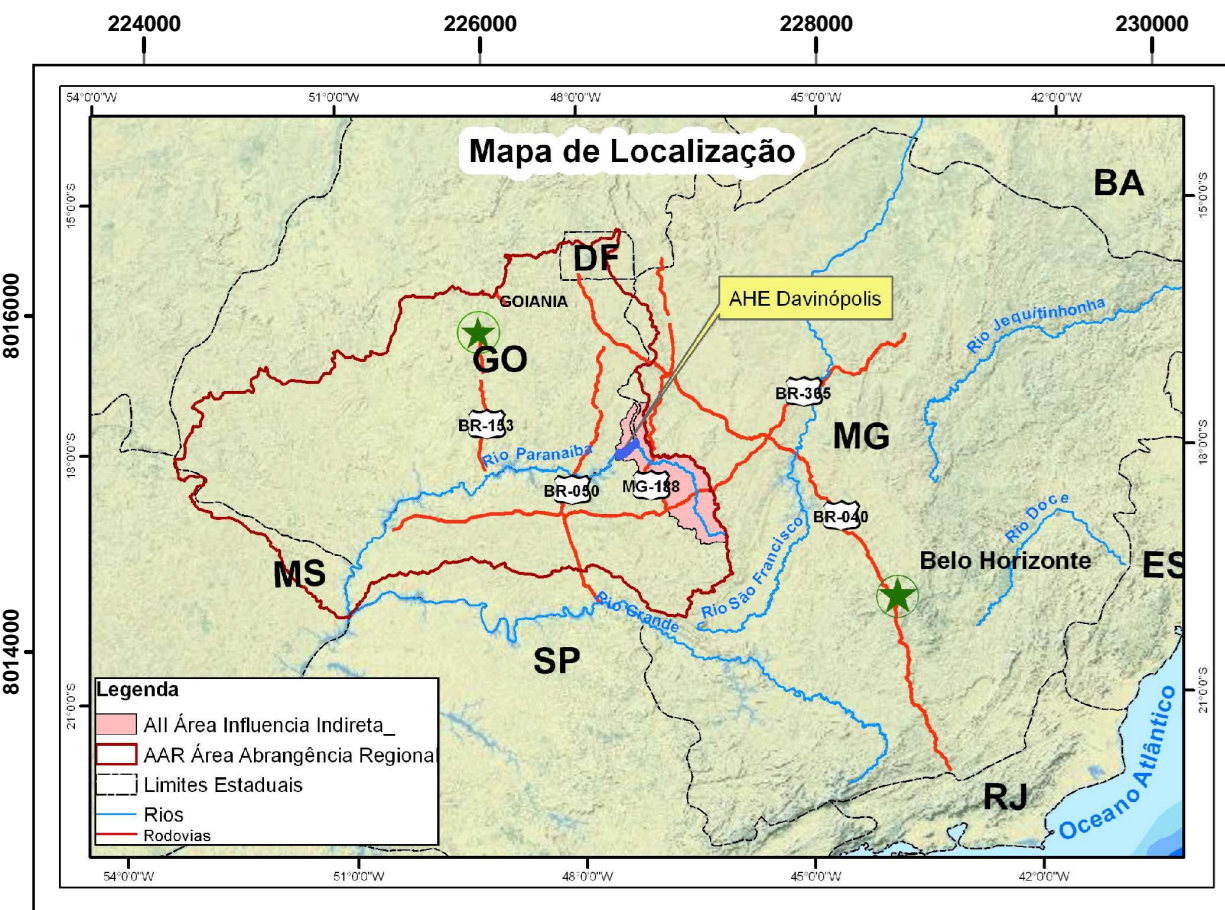 224000
226000
228000
230000
54°0'0"W
51°0'0"W
48°0'0"W
45°0'0"W
42°0'0"W
Mapa de Localização
BA
15°0'0"S
15°0'0"S
DF
AHE Davinópolis
GOIANIA
Rio Jequitinhonha
8016000
GO
BR-365
BR-153
MG
18°0'0"S
18°0'0"S
Rio Paranaíba
BR-050
MG-188
BR-040
Rio Doce
Rio São Francisco
Belo Horizonte
ES
MS
Rio Grande
8014000
SP
21°0'0"S
21°0'0"S
Legenda
AII Área Influencia Indireta_
AAR Área Abrangência Regional
Limites Estaduais
Rios
Rodovias
RJ
Oceano Atlântico
54°0'0"W
51°0'0"W
48°0'0"W
45°0'0"W
42°0'0"W